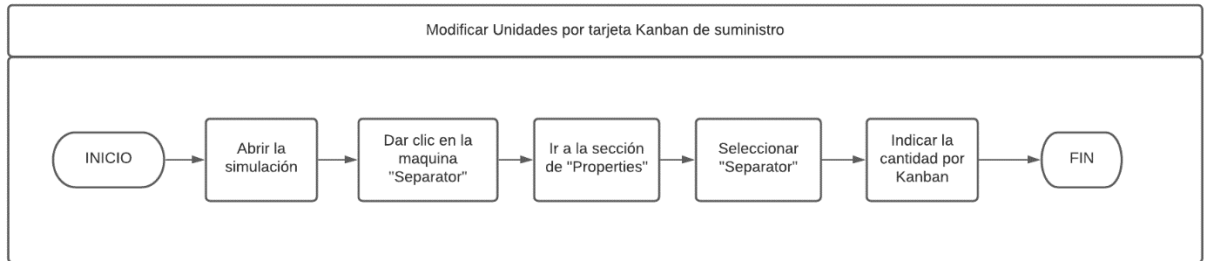 Modificar Unidades por tarjeta Kanban de suministro
INICIO
Abrir la
simulación
Dar clic en la
maquina
"Separator"
Ir a la sección
de "Properties"
Seleccionar
"Separator"
Indicar la
cantidad por
Kanban
FIN